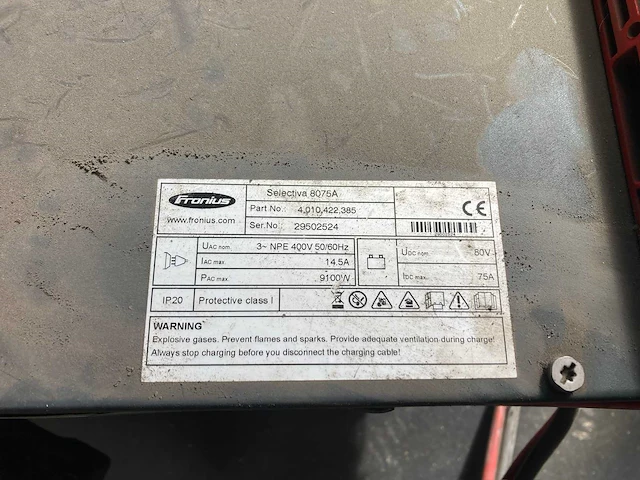 Fronius
www.fronius.com
Selectiva 8075A
Part No.: 4,010,422,385
Ser.No.: 29502524
CE
UAC nom. 3~ NPE 400V 50/60Hz
IAC max. 14.5A
PAC max. 9100W
UDC nom. 80V
IDC max. 75A
IP20 Protective class I
WARNING
Explosive gases. Prevent flames and sparks. Provide adequate ventilation during charge!
Always stop charging before you disconnect the charging cable!